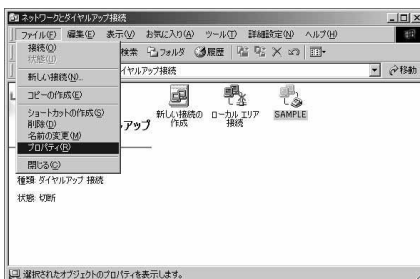 ネットワークとダイヤルアップ接続
ファイル(F) 編集(E) 表示(V) お気に入り(A) ツール(T) 詳細設定(N) ヘルプ(H)
接続(O)
状態(U)
新しい接続(N)...
コピーの作成(E)
ショートカットの作成(S)
削除(D)
名前の変更(M)
プロパティ(R)
閉じる(C)
検索 フォルダ 履歴
イヤルアップ接続
移動
アップ
新しい接続の作成
ローカル エリア接続
SAMPLE
種類: ダイヤルアップ 接続
状態: 切断
選択されたオブジェクトのプロパティを表示します。